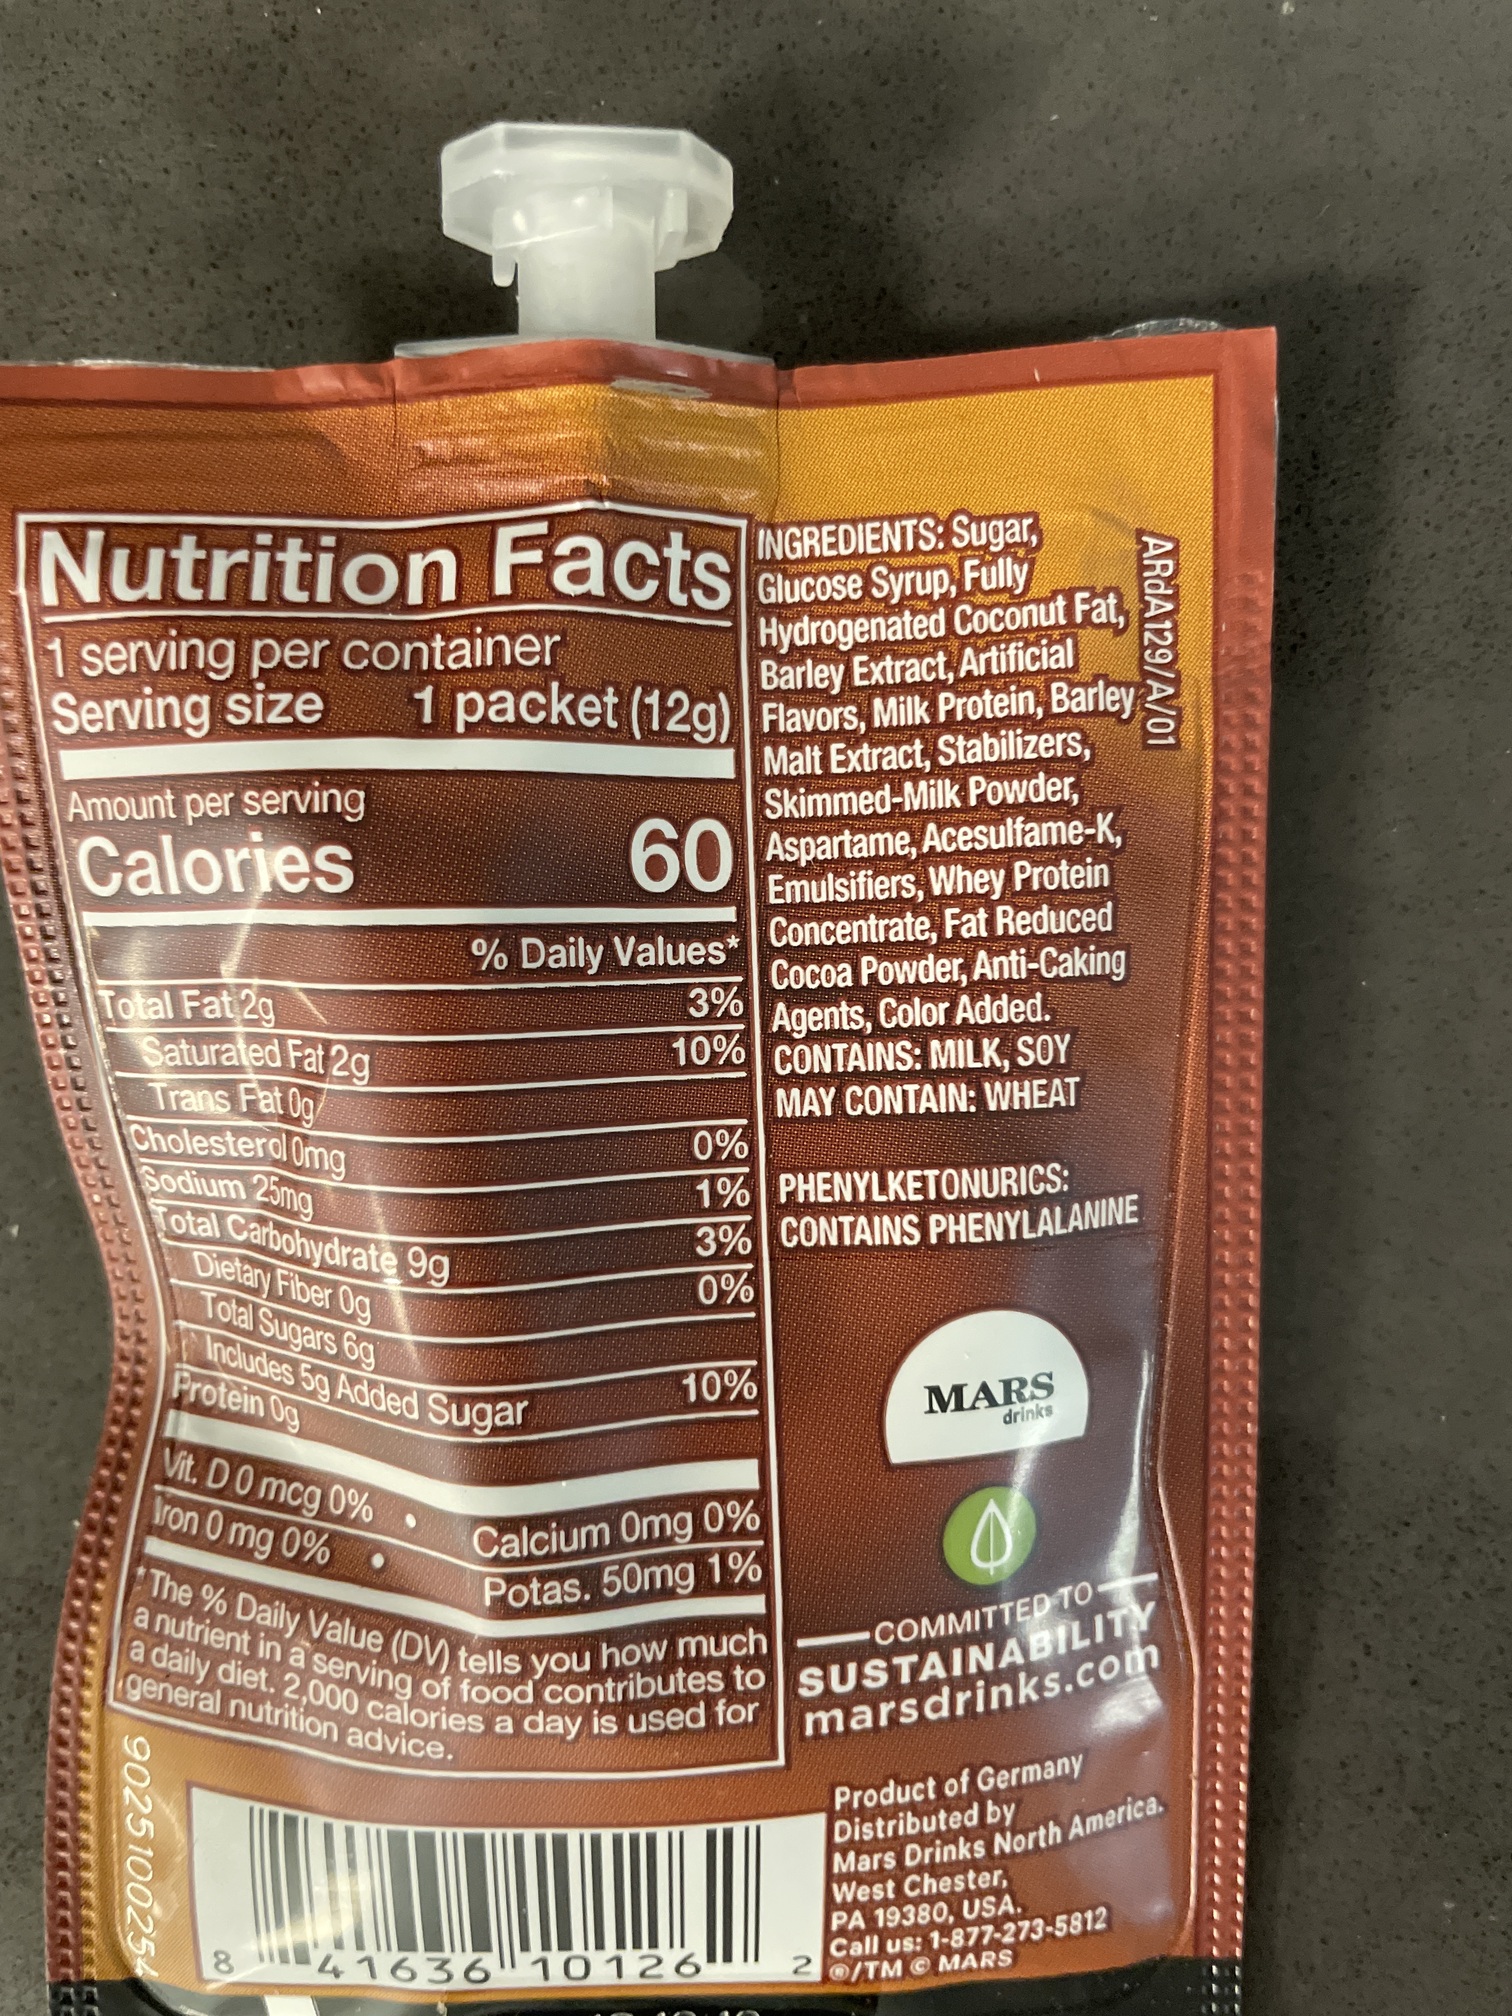 Nutrition Facts
1 serving per container
Serving size 1 packet (12g)
Amount per serving
Calories 60
% Daily Values*
Total Fat 2g 3%
Saturated Fat 2g 10%
Trans Fat 0g
Cholesterol 0mg 0%
Sodium 25mg 1%
Total Carbohydrate 9g 3%
Dietary Fiber 0g 0%
Total Sugars 6g
Includes 5g Added Sugar 10%
Protein 0g
Vit. D 0 mcg 0% • Calcium 0mg 0%
Iron 0 mg 0% • Potas. 50mg 1%
*The % Daily Value (DV) tells you how much
a nutrient in a serving of food contributes to
a daily diet. 2,000 calories a day is used for
general nutrition advice.
INGREDIENTS: Sugar,
Glucose Syrup, Fully
Hydrogenated Coconut Fat,
Barley Extract, Artificial
Flavors, Milk Protein, Barley
Malt Extract, Stabilizers,
Skimmed-Milk Powder,
Aspartame, Acesulfame-K,
Emulsifiers, Whey Protein
Concentrate, Fat Reduced
Cocoa Powder, Anti-Caking
Agents, Color Added.
CONTAINS: MILK, SOY
MAY CONTAIN: WHEAT
PHENYLKETONURICS:
CONTAINS PHENYLALANINE
ARdA129/A/01
MARS
drinks
COMMITTED TO
SUSTAINABILITY
marsdrinks.com
Product of Germany
Distributed by
Mars Drinks North America.
West Chester,
PA 19380, USA.
Call us: 1-877-273-5812
®/TM © MARS
9025100254
8 41636 10126 2